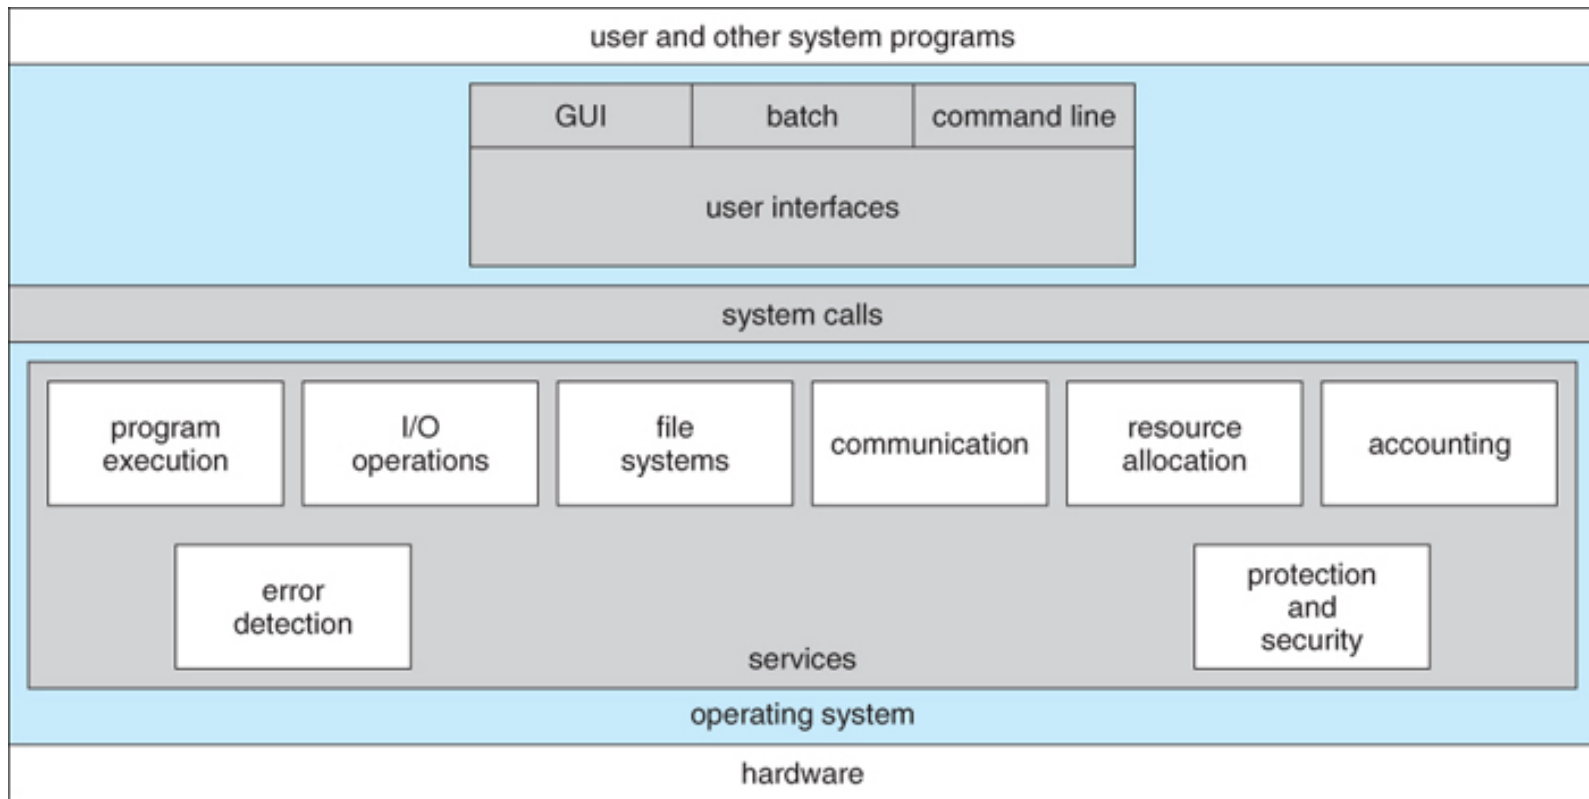 user and other system programs
GUI
batch
command line
user interfaces
system calls
program
execution
I/O
operations
file
systems
communication
resource
allocation
accounting
error
detection
protection
and
security
services
operating system
hardware